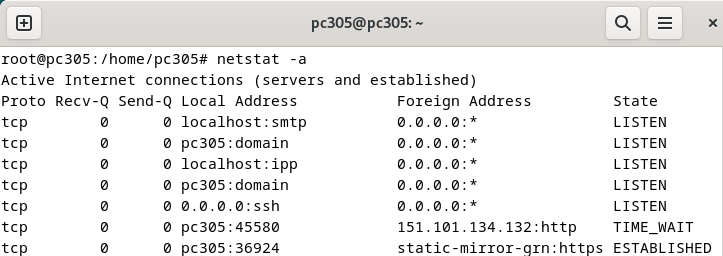 pc305@pc305: ~
root@pc305:/home/pc305# netstat -a
Active Internet connections (servers and established)
Proto Recv-Q Send-Q Local Address           Foreign Address         State
tcp        0      0 localhost:smtp          0.0.0.0:*               LISTEN
tcp        0      0 pc305:domain            0.0.0.0:*               LISTEN
tcp        0      0 localhost:ipp           0.0.0.0:*               LISTEN
tcp        0      0 pc305:domain            0.0.0.0:*               LISTEN
tcp        0      0 0.0.0.0:ssh             0.0.0.0:*               LISTEN
tcp        0      0 pc305:45580             151.101.134.132:http    TIME_WAIT
tcp        0      0 pc305:36924             static-mirror-grn:https ESTABLISHED